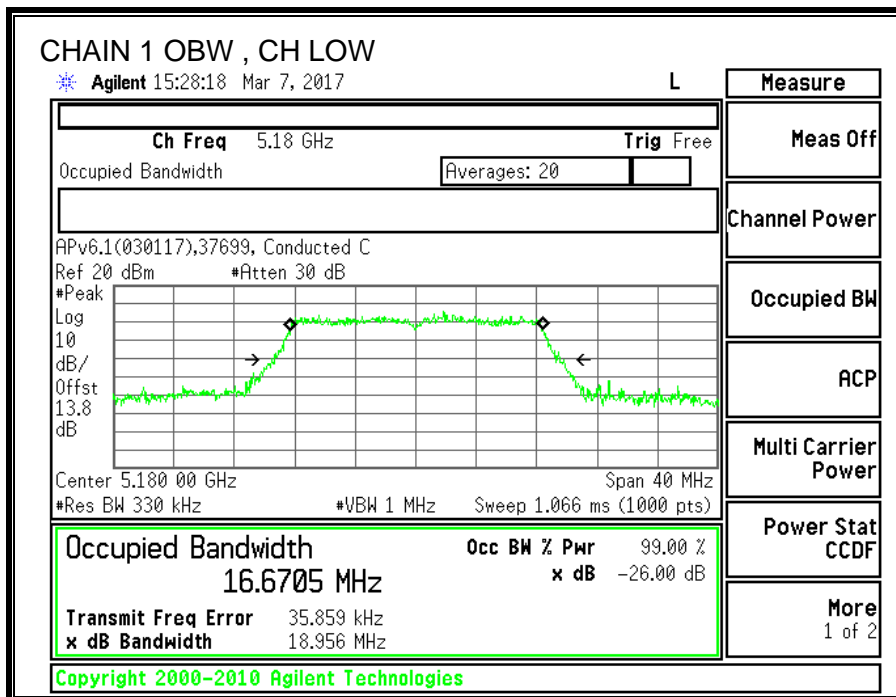 CHAIN 1 OBW , CH LOW
Agilent 15:28:18 Mar 7, 2017 L
Measure
Ch Freq 5.18 GHz Trig Free
Occupied Bandwidth Averages: 20
APv6.1(030117),37699, Conducted C
Ref 20 dBm #Atten 30 dB
#Peak
Log
10
dB/
Offst
13.8
dB
Center 5.180 00 GHz Span 40 MHz
#Res BW 330 kHz #VBW 1 MHz Sweep 1.066 ms (1000 pts)
Occupied Bandwidth Occ BW % Pwr 99.00 %
16.6705 MHz x dB -26.00 dB
Transmit Freq Error 35.859 kHz
x dB Bandwidth 18.956 MHz
Meas Off
Channel Power
Occupied BW
ACP
Multi Carrier
Power
Power Stat
CCDF
More
1 of 2
Copyright 2000-2010 Agilent Technologies